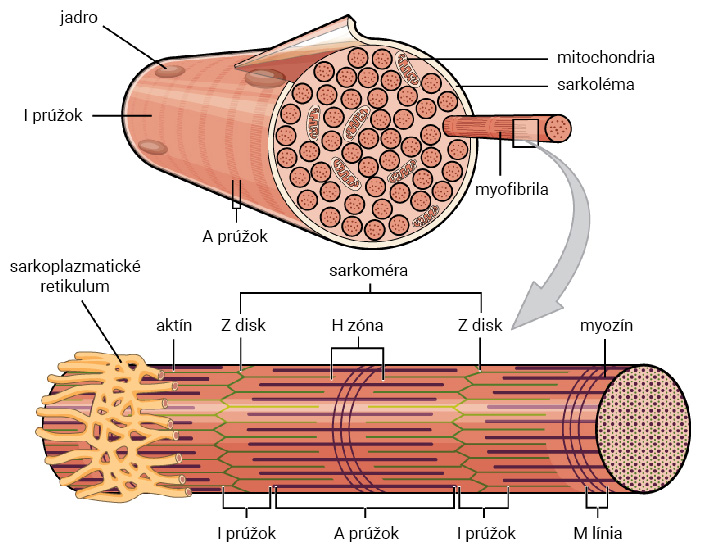 jadro
mitochondria
sarkoléma
I prúžok
myofibrila
A prúžok
sarkoplazmatické
retikulum
sarkoméra
aktín
Z disk
H zóna
Z disk
myozín
I prúžok
A prúžok
I prúžok
M línia